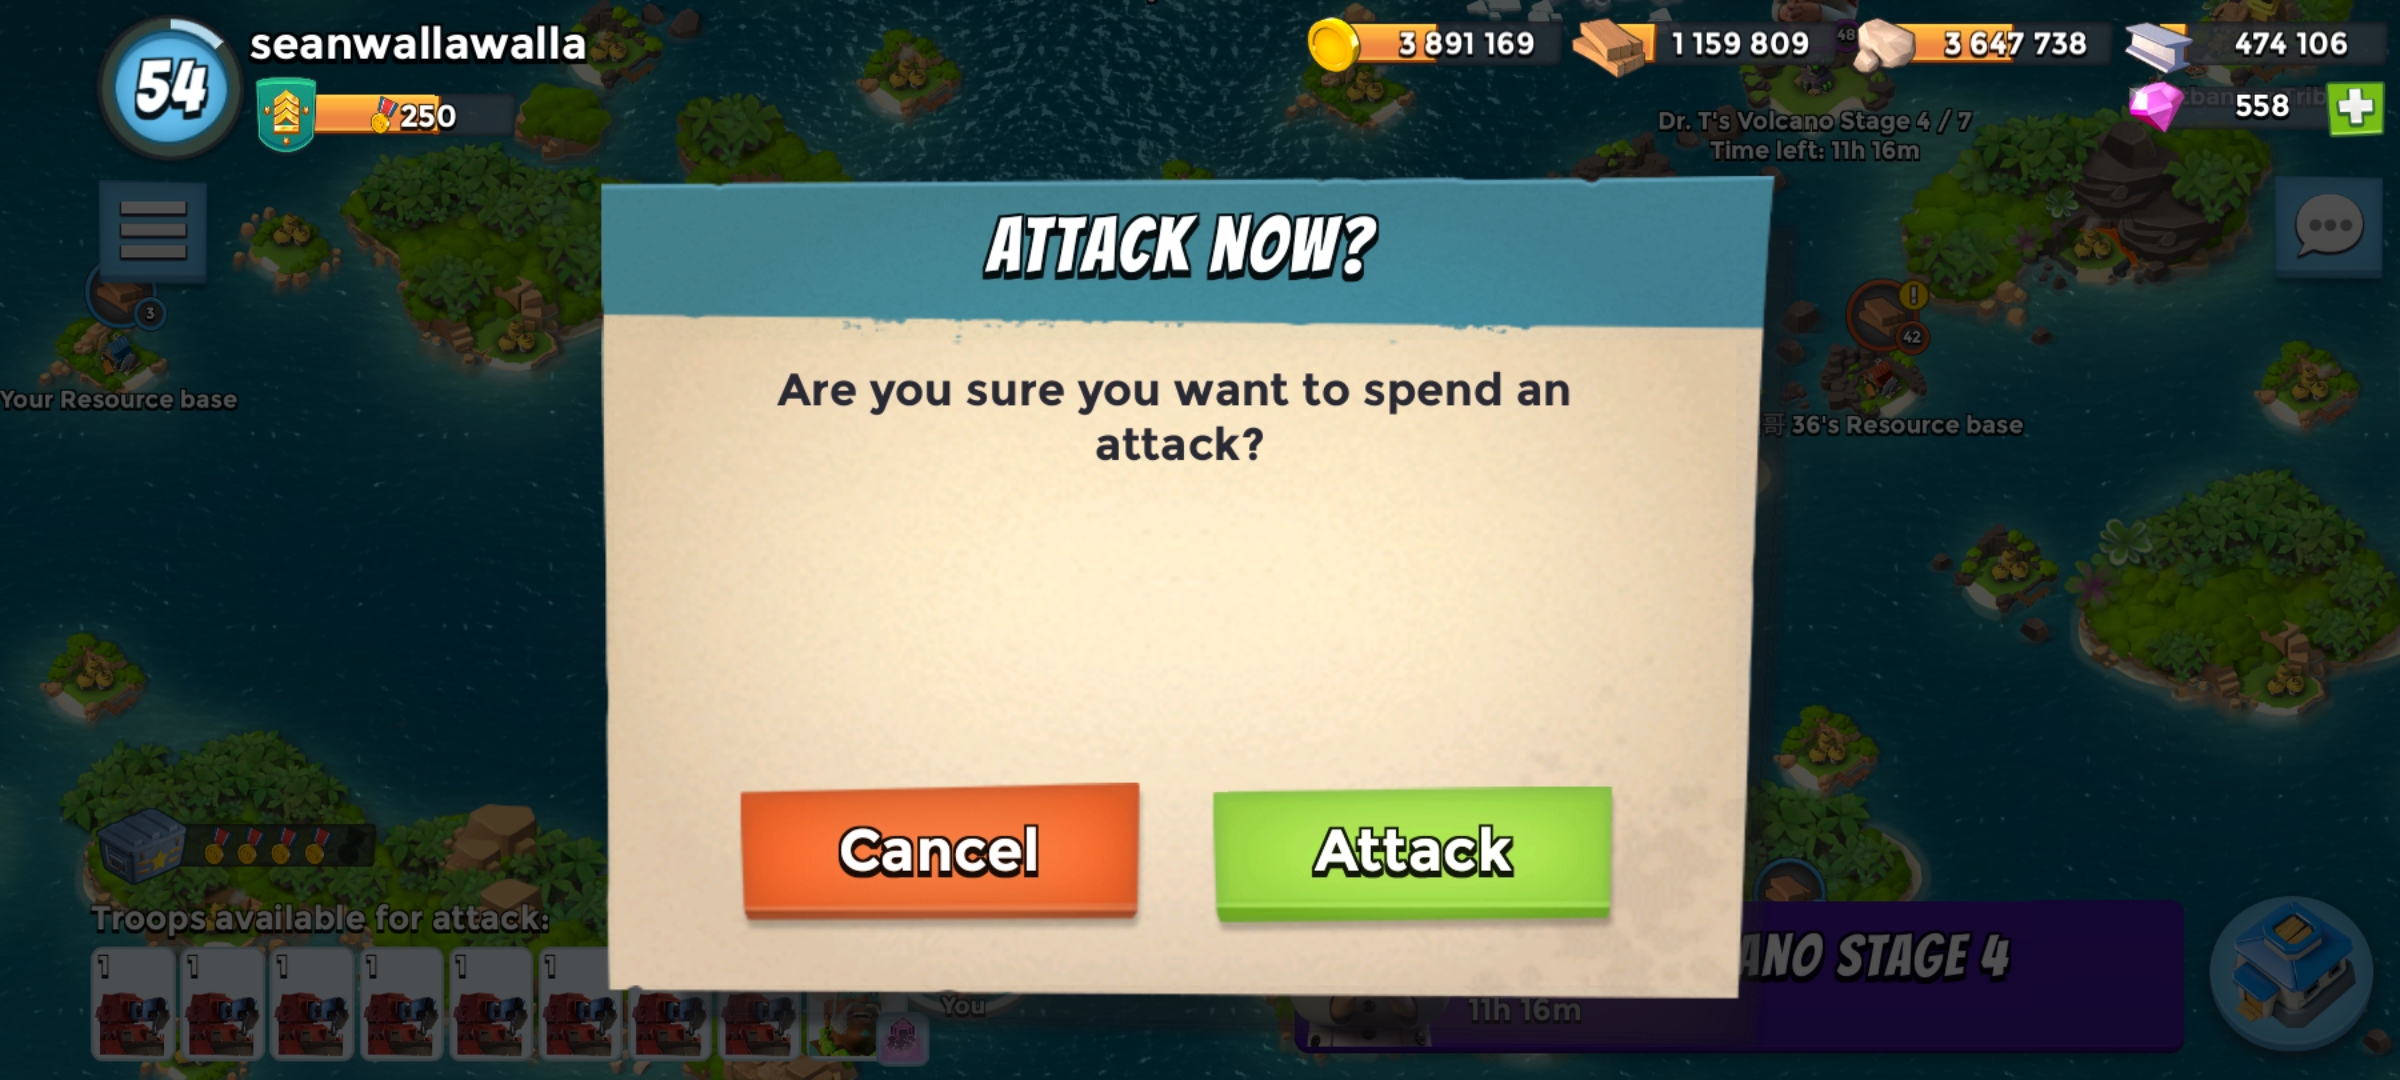 54
seanwallawalla
250
3 891 169
1 159 809
3 647 738
474 106
558
48
Dr. T's Volcano Stage 4 / 7
Time left: 11h 16m
3
Your Resource base
ATTACK NOW?
Are you sure you want to spend an
attack?
Cancel
Attack
!
42
哥 36's Resource base
Troops available for attack:
1 1 1 1 1 1
You
ANO STAGE 4
11h 16m